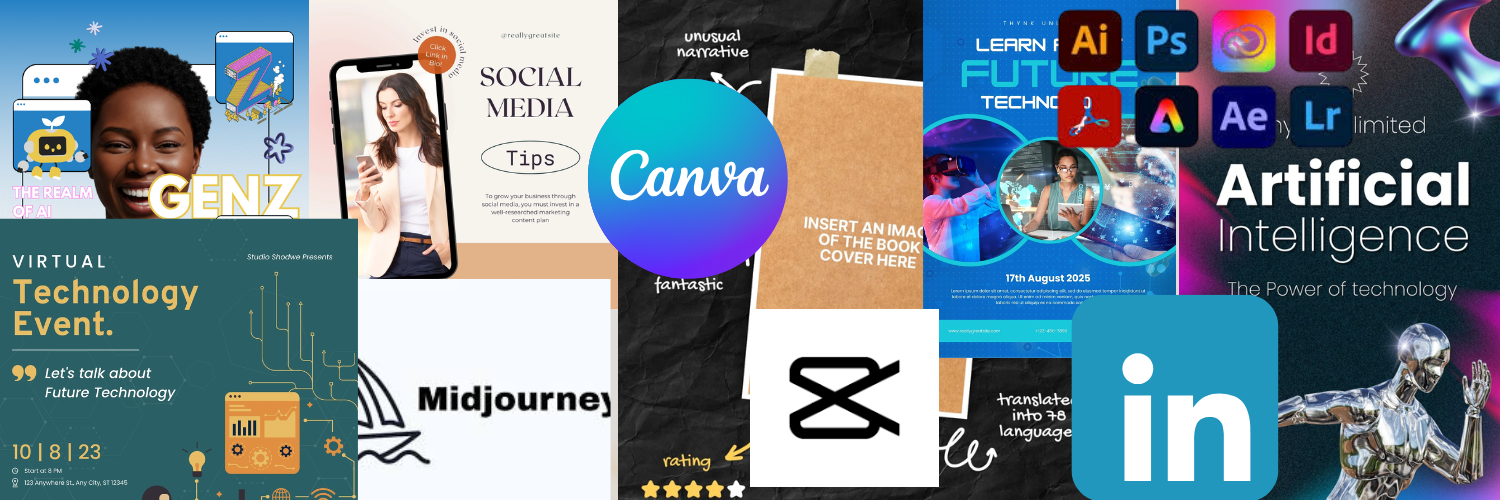 THE REALM
OF AI
GENZ
VIRTUAL
Studio Shodwe Presents
Technology
Event.
Let's talk about
Future Technology
10 | 8 | 23
Start at 8 PM
123 Anywhere St., Any City, ST 12345
Invest in social media
Click
Link in
Bio!
@reallygreatsite
SOCIAL
MEDIA
Tips
To grow your business through
social media, you must invest in a
well-researched marketing
content plan
Midjourney
unusual
narrative
Canva
fantastic
INSERT AN IMAG
OF THE BOOK
COVER HERE
rating
translated
into 78
language
LEARN
FUTURE
TECHNO
17th August 2025
www.reallygreatsite.com
Ai
Ps
Id
Ae
Lr
limited
Artificial
Intelligence
The Power of technology
in